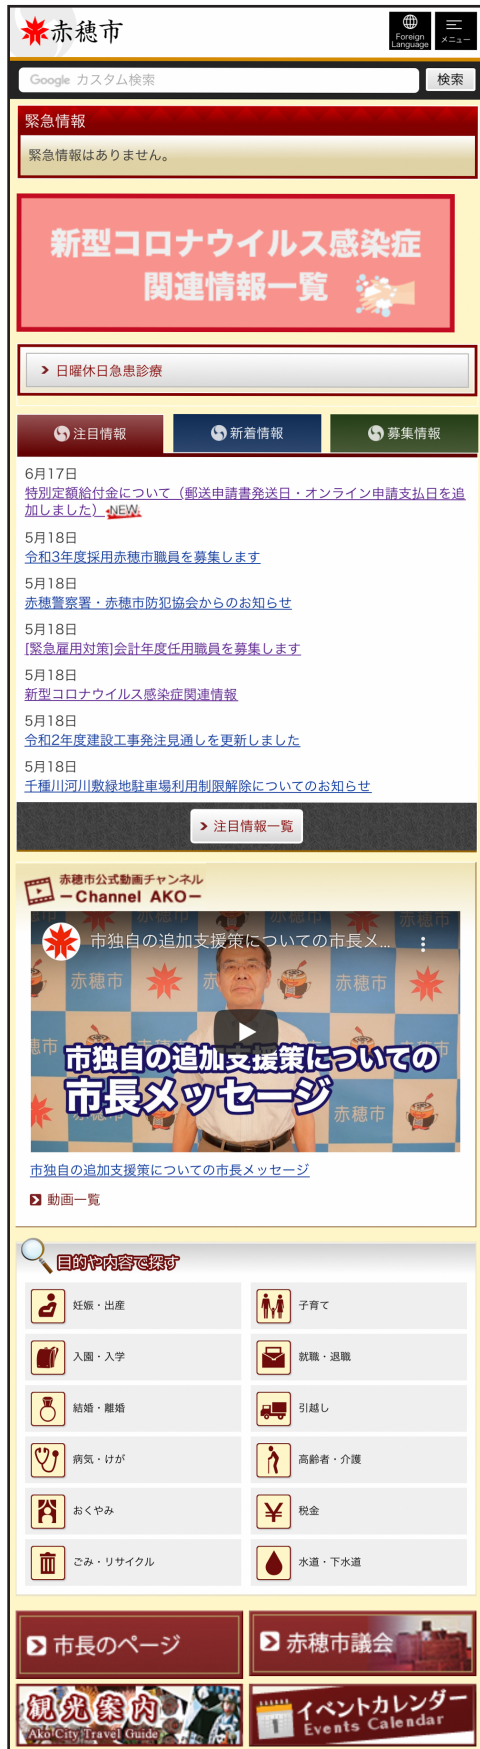 赤穂市
Foreign
Language
メニュー
Google カスタム検索
検索
緊急情報
緊急情報はありません。
新型コロナウイルス感染症
関連情報一覧
日曜休日急患診療
注目情報
新着情報
募集情報
6月17日
特別定額給付金について（郵送申請書発送日・オンライン申請支払日を追
加しました） NEW
5月18日
令和3年度採用赤穂市職員を募集します
5月18日
赤穂警察署・赤穂市防犯協会からのお知らせ
5月18日
[緊急雇用対策]会計年度任用職員を募集します
5月18日
新型コロナウイルス感染症関連情報
5月18日
令和2年度建設工事発注見通しを更新しました
5月18日
千種川河川敷緑地駐車場利用制限解除についてのお知らせ
注目情報一覧
赤穂市公式動画チャンネル
－Channel AKO－
市独自の追加支援策についての市長メ...
赤穂市
赤穂市
市独自の追加支援策についての
市長メッセージ
赤穂市
市独自の追加支援策についての市長メッセージ
動画一覧
目的や内容で探す
妊娠・出産
子育て
入園・入学
就職・退職
結婚・離婚
引越し
病気・けが
高齢者・介護
おくやみ
税金
ごみ・リサイクル
水道・下水道
市長のページ
赤穂市議会
観光案内
Ako City Travel Guide
イベントカレンダー
Events Calendar